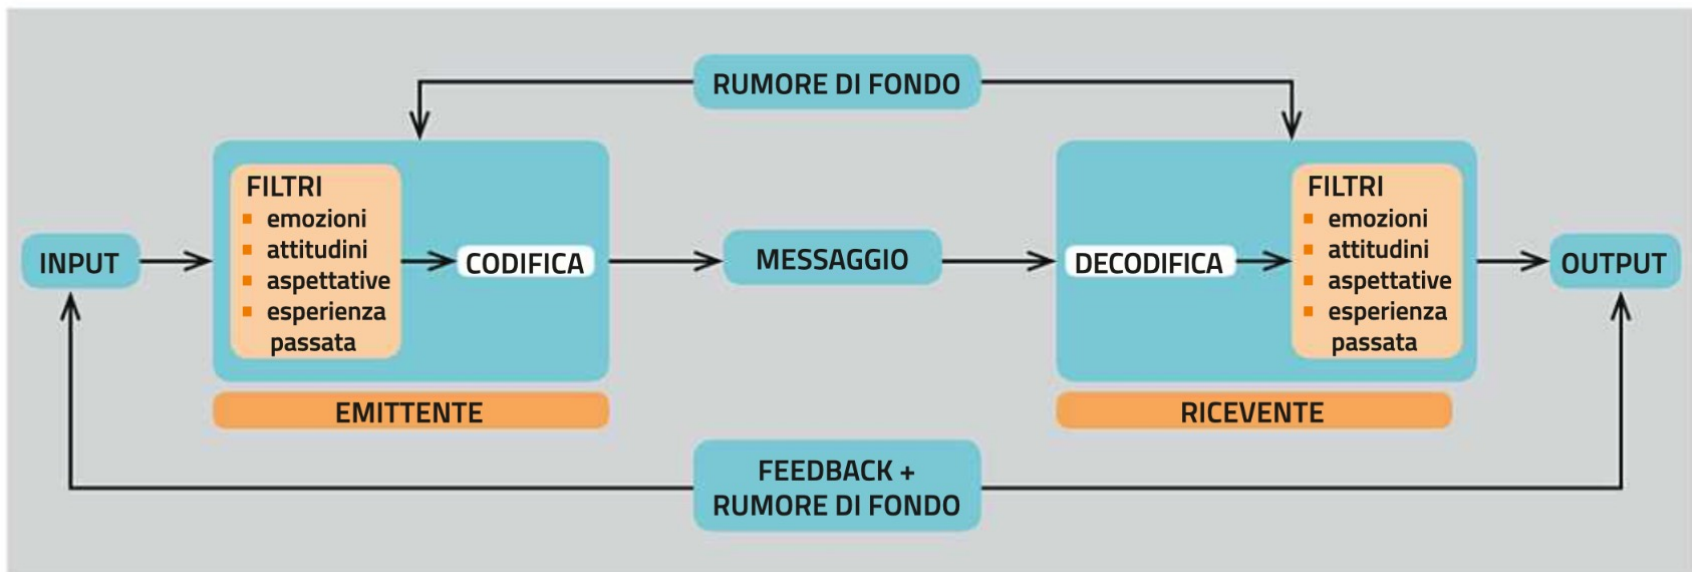 RUMORE DI FONDO
INPUT
FILTRI
emozioni
attitudini
aspettative
esperienza
passata
CODIFICA
EMITTENTE
MESSAGGIO
DECODIFICA
FILTRI
emozioni
attitudini
aspettative
esperienza
passata
RICEVENTE
OUTPUT
FEEDBACK +
RUMORE DI FONDO